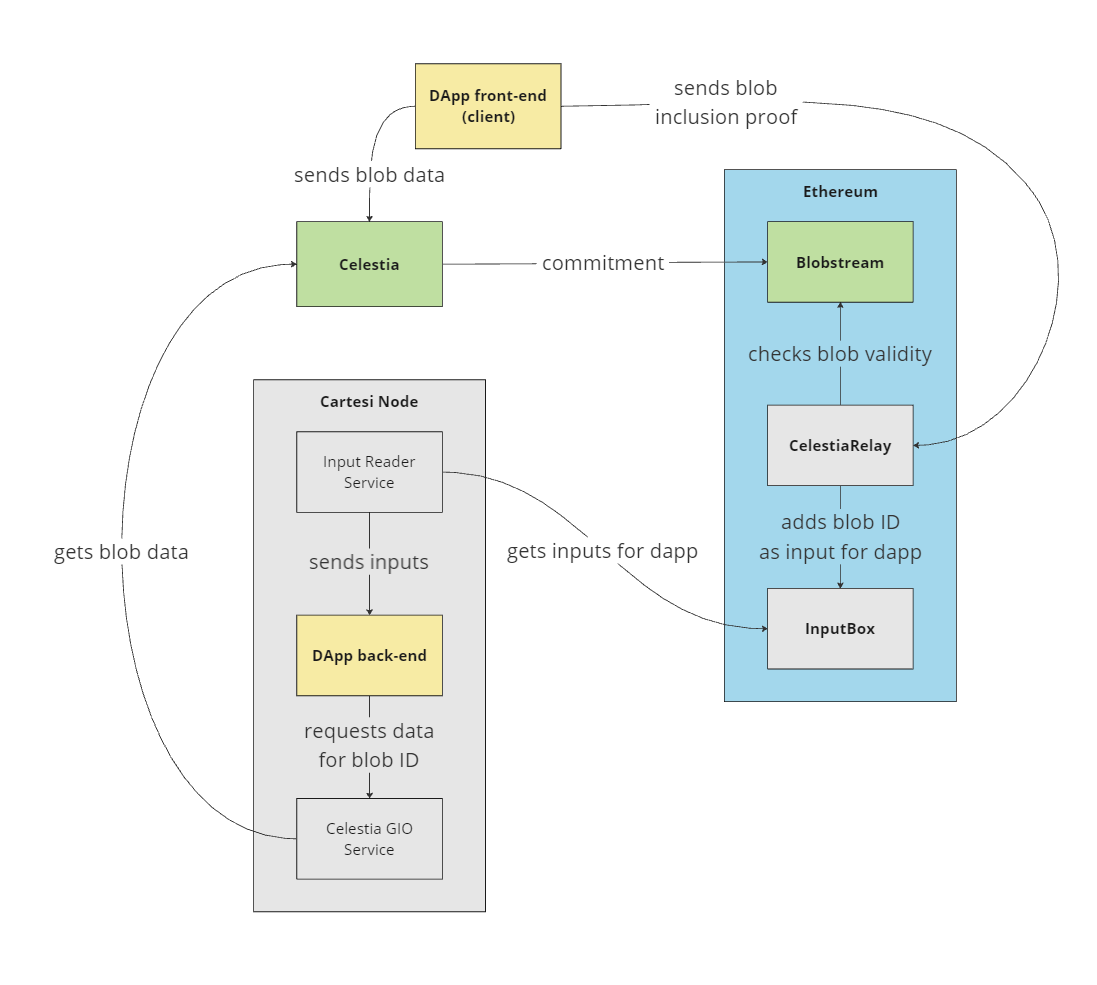 DApp front-end
(client)
sends blob
inclusion proof
sends blob data
Ethereum
Celestia
commitment
Blobstream
checks blob validity
Cartesi Node
CelestiaRelay
Input Reader
Service
adds blob ID
as input for dapp
gets blob data
sends inputs
gets inputs for dapp
InputBox
DApp back-end
requests data
for blob ID
Celestia GIO
Service